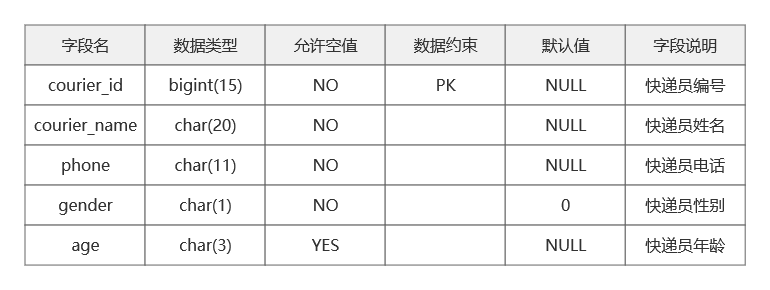 字段名 数据类型 允许空值 数据约束 默认值 字段说明
courier_id bigint(15) NO PK NULL 快递员编号
courier_name char(20) NO NULL 快递员姓名
phone char(11) NO NULL 快递员电话
gender char(1) NO 0 快递员性别
age char(3) YES NULL 快递员年龄